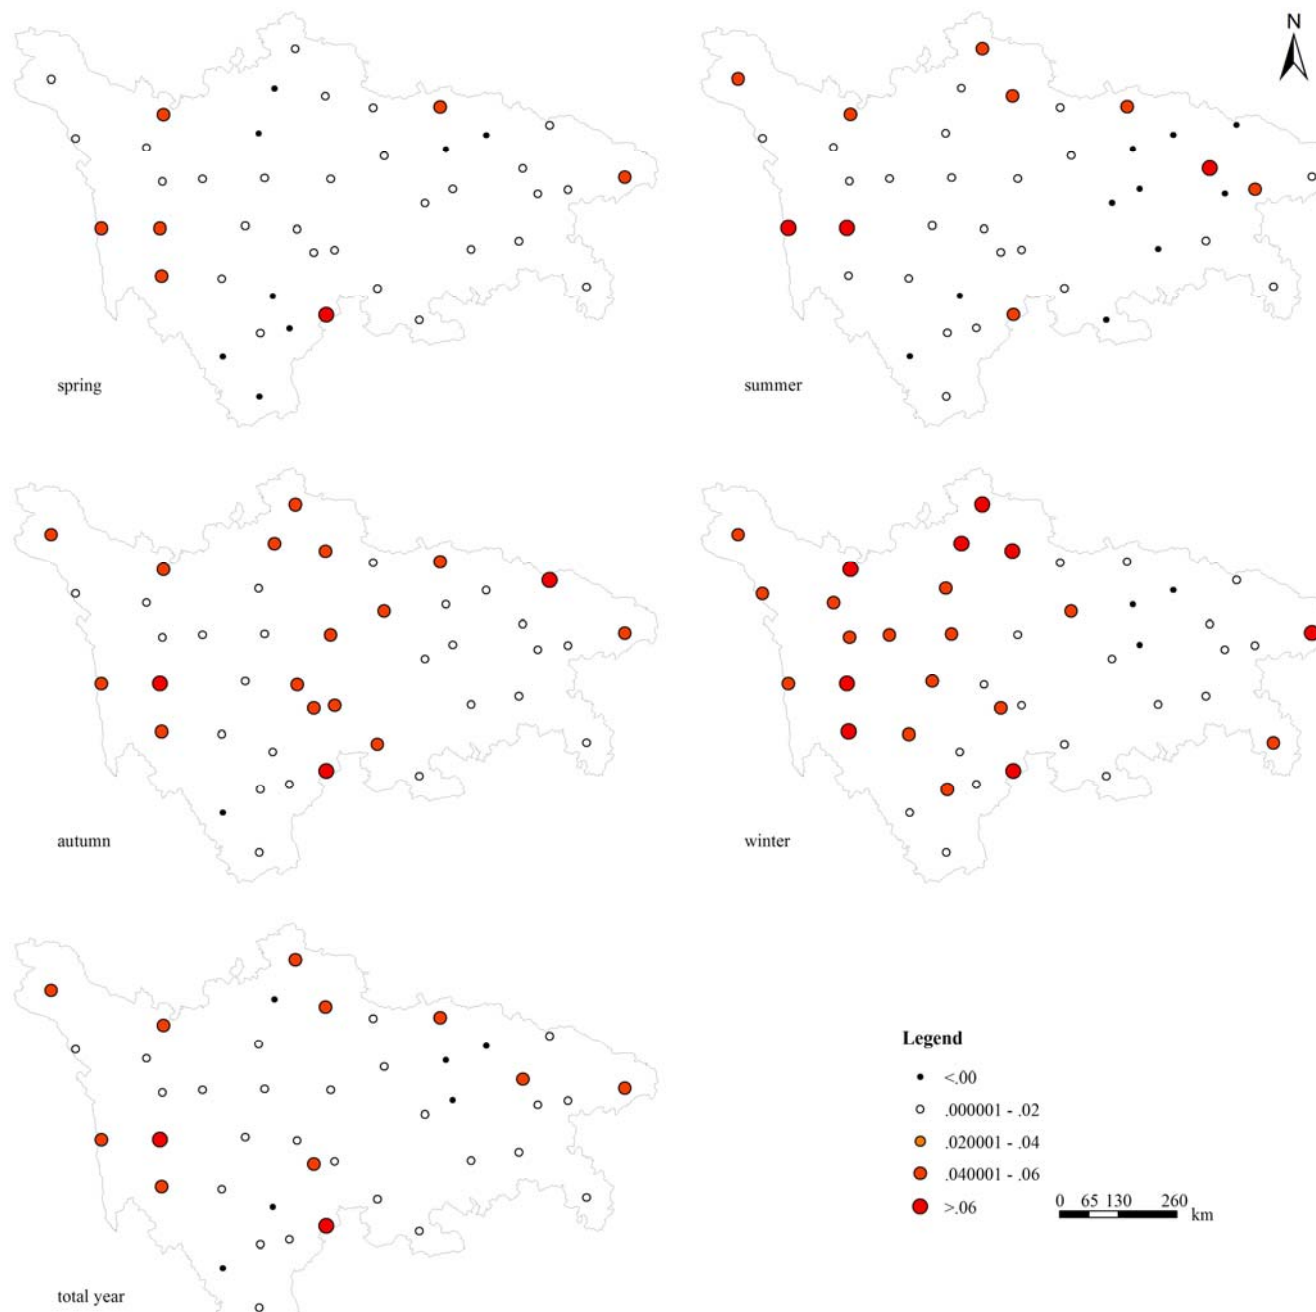 N
spring
summer
autumn
winter
total year
Legend
<.00
.000001 - .02
.020001 - .04
.040001 - .06
>.06
0 65 130 260
km